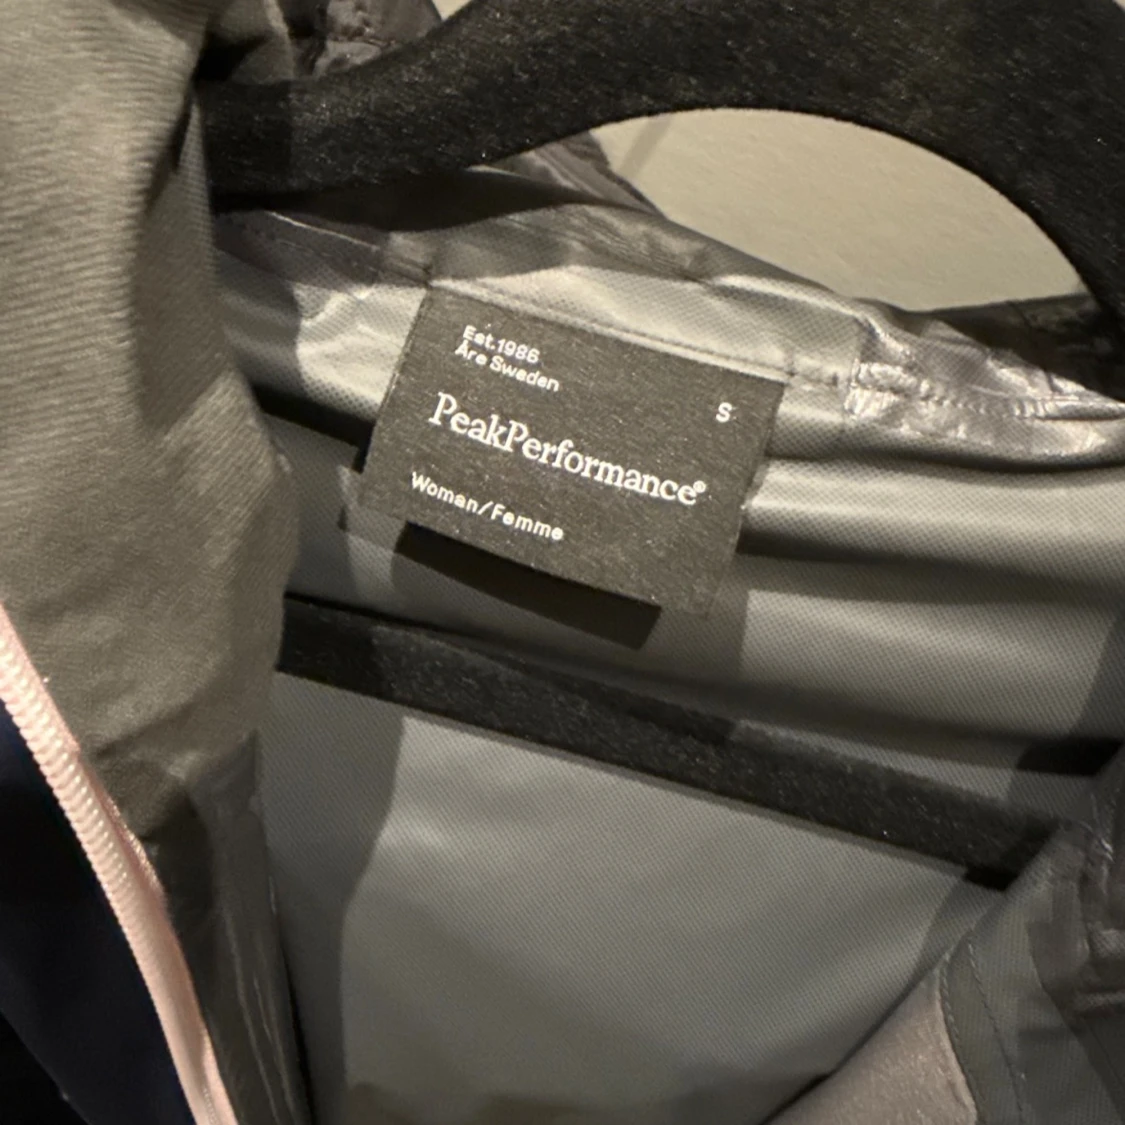 Est.1986
Åre Sweden
S
PeakPerformance®
Woman/Femme